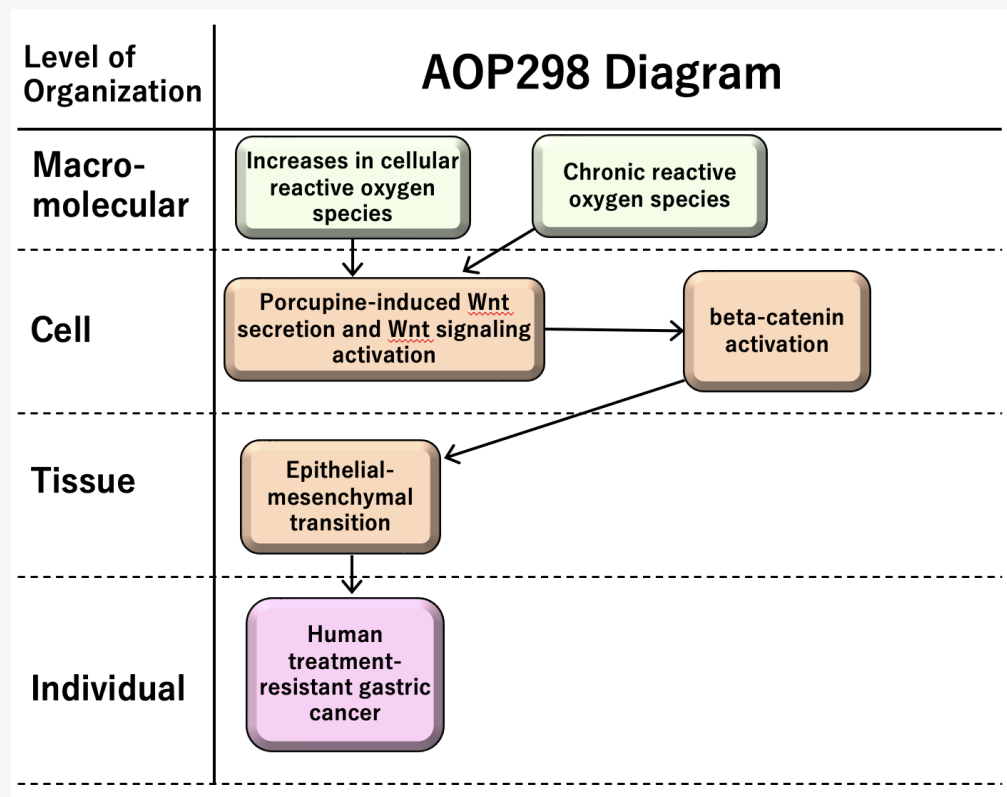 Level of
Organization
AOP298 Diagram
Macro-
molecular
Increases in cellular
reactive oxygen
species
Chronic reactive
oxygen species
Cell
Porcupine-induced Wnt
secretion and Wnt signaling
activation
beta-catenin
activation
Tissue
Epithelial-
mesenchymal
transition
Individual
Human
treatment-
resistant gastric
cancer